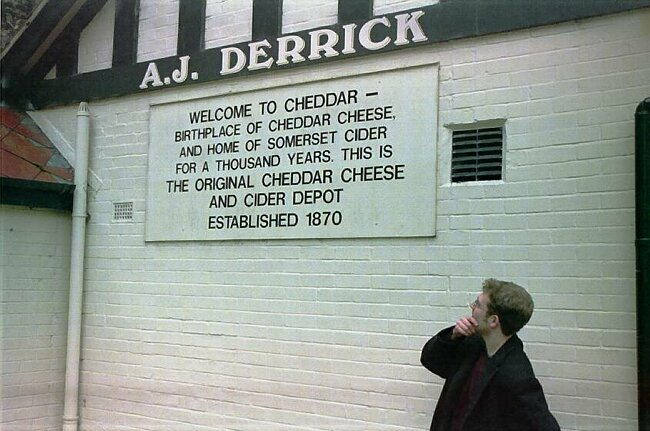 A.J. DERRICK
WELCOME TO CHEDDAR –
BIRTHPLACE OF CHEDDAR CHEESE,
AND HOME OF SOMERSET CIDER
FOR A THOUSAND YEARS. THIS IS
THE ORIGINAL CHEDDAR CHEESE
AND CIDER DEPOT
ESTABLISHED 1870